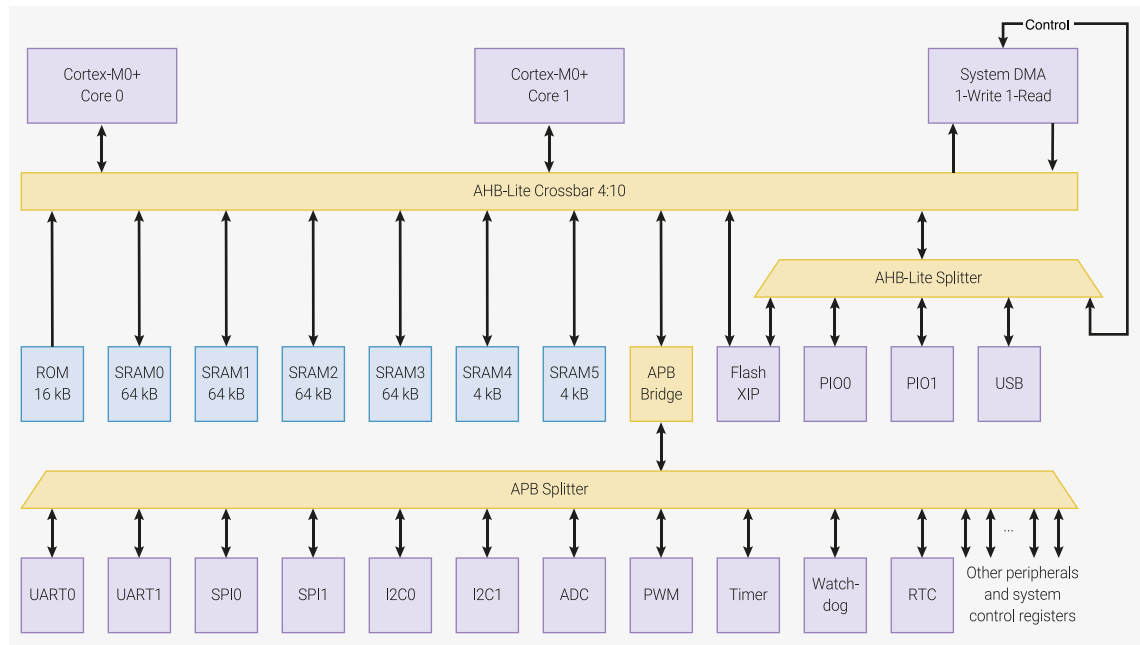 Control
Cortex-M0+
Core 0
Cortex-M0+
Core 1
System DMA
1-Write 1-Read
AHB-Lite Crossbar 4:10
AHB-Lite Splitter
ROM
16 kB
SRAM0
64 kB
SRAM1
64 kB
SRAM2
64 kB
SRAM3
64 kB
SRAM4
4 kB
SRAM5
4 kB
APB
Bridge
Flash
XIP
PIO0
PIO1
USB
APB Splitter
UART0
UART1
SPI0
SPI1
I2C0
I2C1
ADC
PWM
Timer
Watch-
dog
RTC
...
Other peripherals
and system
control registers